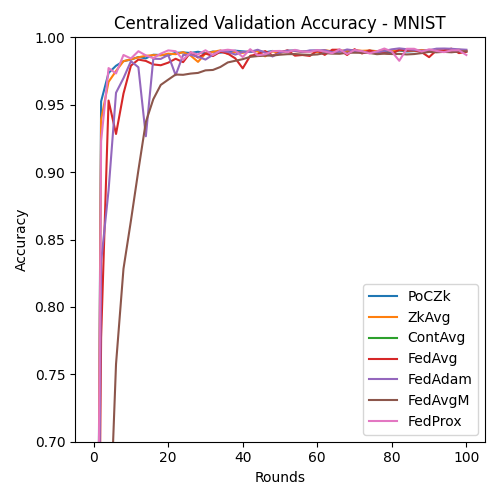 Centralized Validation Accuracy - MNIST
Accuracy
1.00
0.95
0.90
0.85
0.80
0.75
0.70
0
20
40
60
80
100
Rounds
PoCZk
ZkAvg
ContAvg
FedAvg
FedAdam
FedAvgM
FedProx